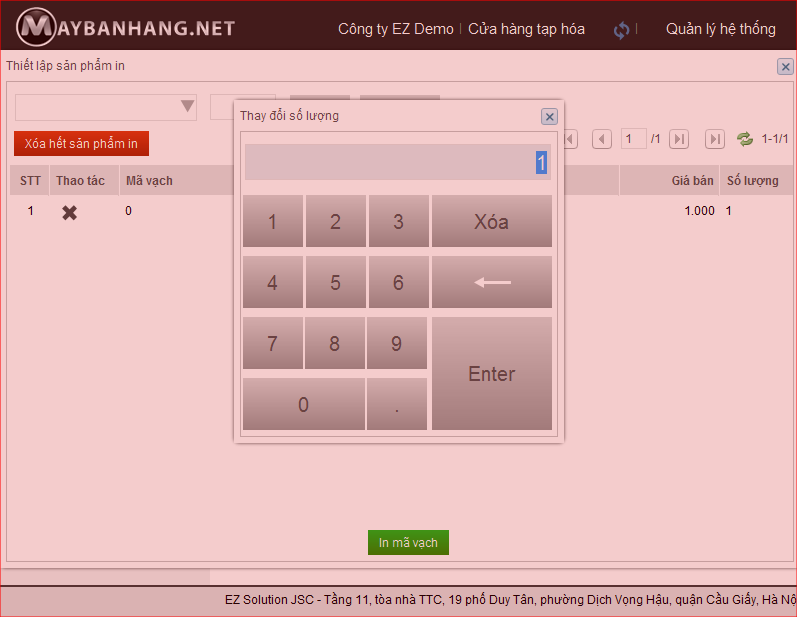 MAYBANHANG.NET
Công ty EZ Demo | Cửa hàng tạp hóa | Quản lý hệ thống
Thiết lập sản phẩm in
Thay đổi số lượng
Xóa hết sản phẩm in
1 /1 1-1/1
1
STT Thao tác Mã vạch Giá bán Số lượng
1 0 1.000 1
1 2 3 Xóa
4 5 6
7 8 9
Enter
0 .
In mã vạch
EZ Solution JSC - Tầng 11, tòa nhà TTC, 19 phố Duy Tân, phường Dịch Vọng Hậu, quận Cầu Giấy, Hà Nộ